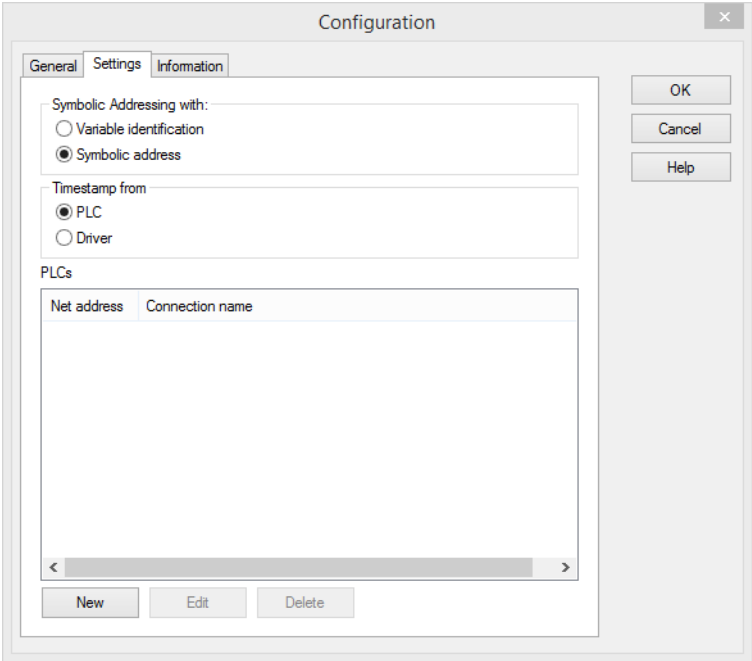 Configuration
General Settings Information
Symbolic Addressing with:
Variable identification
Symbolic address
Timestamp from
PLC
Driver
PLCs
Net address Connection name
New Edit Delete
OK
Cancel
Help